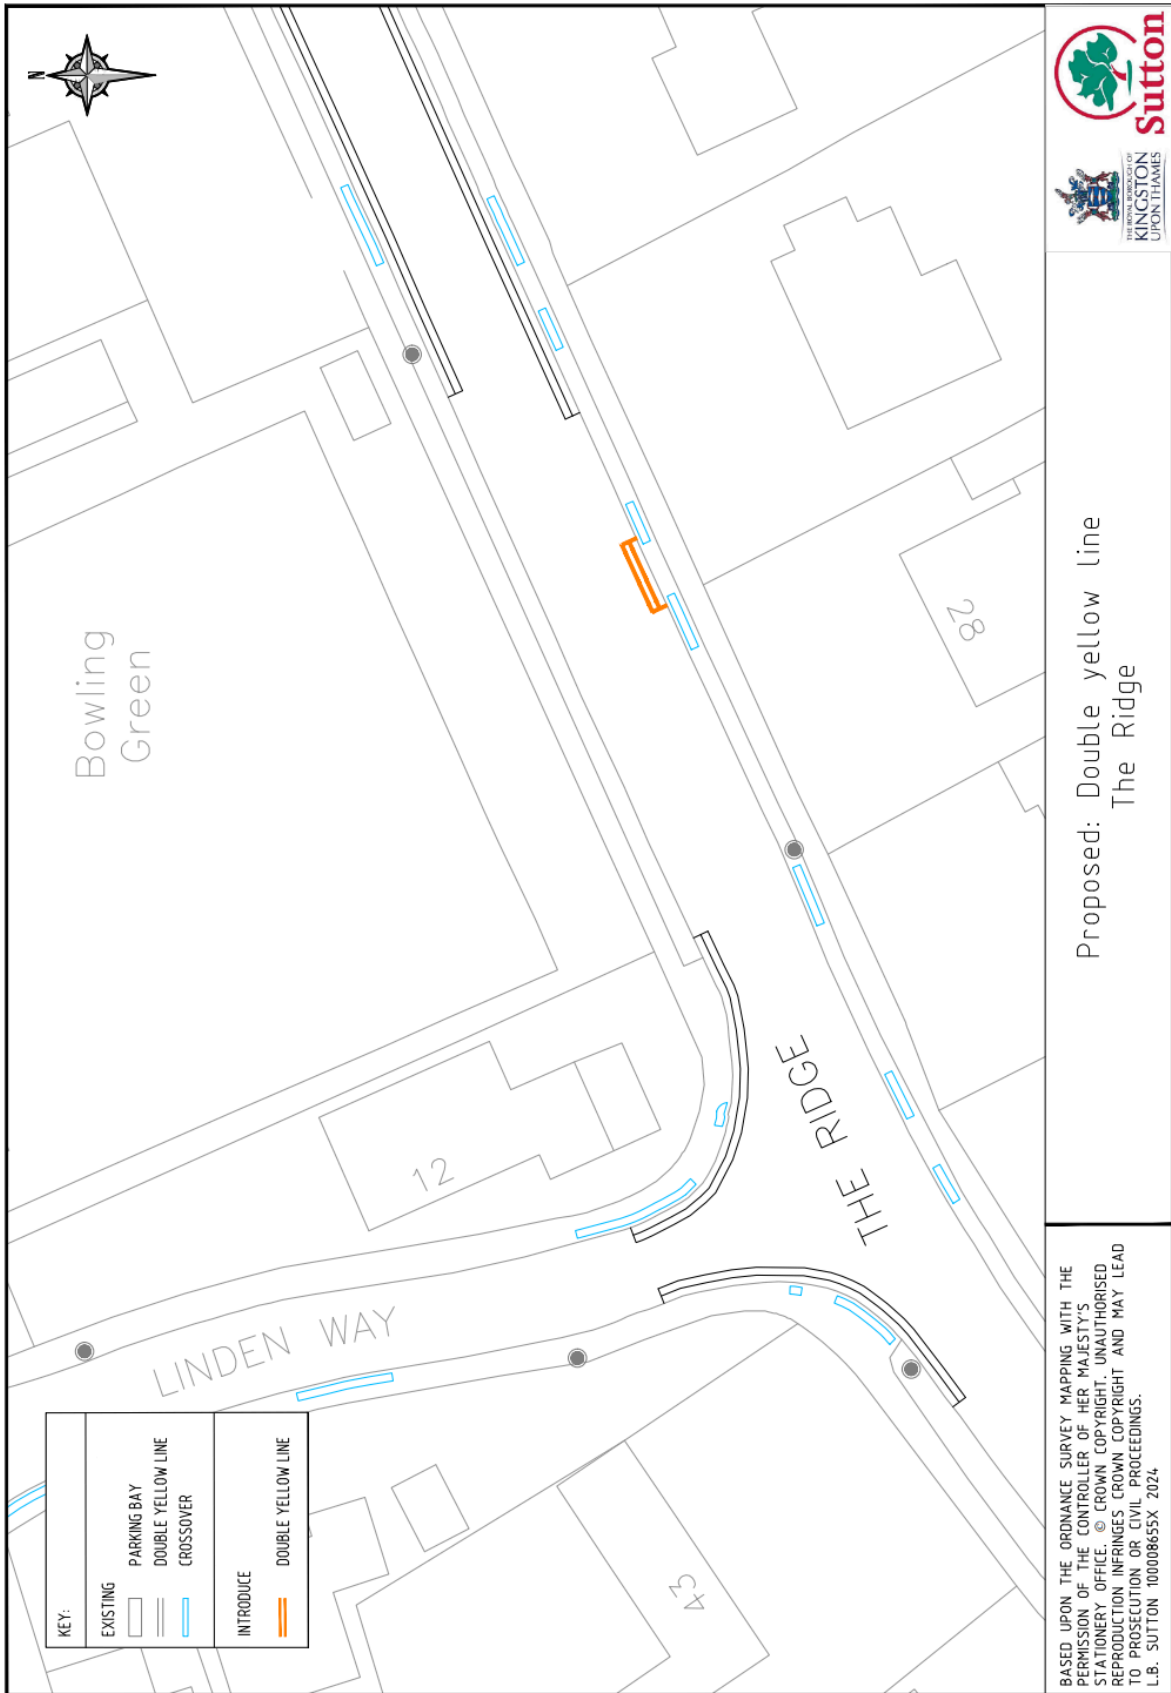 N
Bowling
Green
12
28
43
LINDEN WAY
THE RIDGE
KEY:
EXISTING
PARKING BAY
DOUBLE YELLOW LINE
CROSSOVER
INTRODUCE
DOUBLE YELLOW LINE
BASED UPON THE ORDNANCE SURVEY MAPPING WITH THE
PERMISSION OF THE CONTROLLER OF HER MAJESTY'S
STATIONERY OFFICE. © CROWN COPYRIGHT. UNAUTHORISED
REPRODUCTION INFRINGES CROWN COPYRIGHT AND MAY LEAD
TO PROSECUTION OR CIVIL PROCEEDINGS.
L.B. SUTTON 100008655X 2024
Proposed: Double yellow line
The Ridge
THE ROYAL BOROUGH OF
KINGSTON
UPON THAMES
Sutton